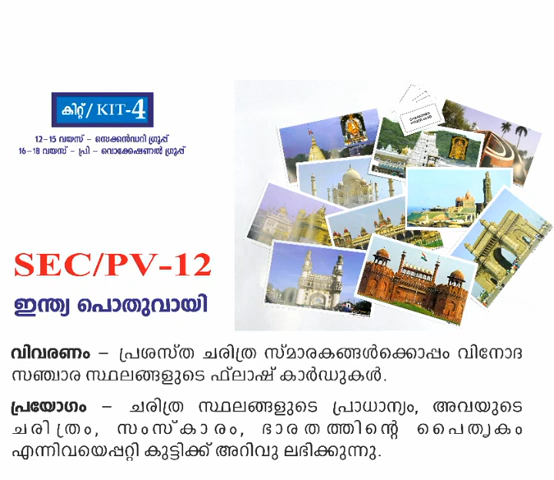 കിറ്റ്/ KIT-4
12-15 വയസ് - സെക്കൻഡറി ഗ്രൂപ്പ്
16-18 വയസ് - പ്രി - വൊക്കേഷണൽ ഗ്രൂപ്പ്
SEC/PV-12
ഇന്ത്യ പൊതുവായി
വിവരണം – പ്രശസ്ത ചരിത്ര സ്മാരകങ്ങൾക്കൊപ്പം വിനോദ
സഞ്ചാര സ്ഥലങ്ങളുടെ ഫ്ലാഷ് കാർഡുകൾ.
പ്രയോഗം – ചരിത്ര സ്ഥലങ്ങളുടെ പ്രാധാന്യം, അവയുടെ
ചരിത്രം, സംസ്കാരം, ഭാരതത്തിന്റെ പൈതൃകം
എന്നിവയെപ്പറ്റി കുട്ടിക്ക് അറിവു ലഭിക്കുന്നു.